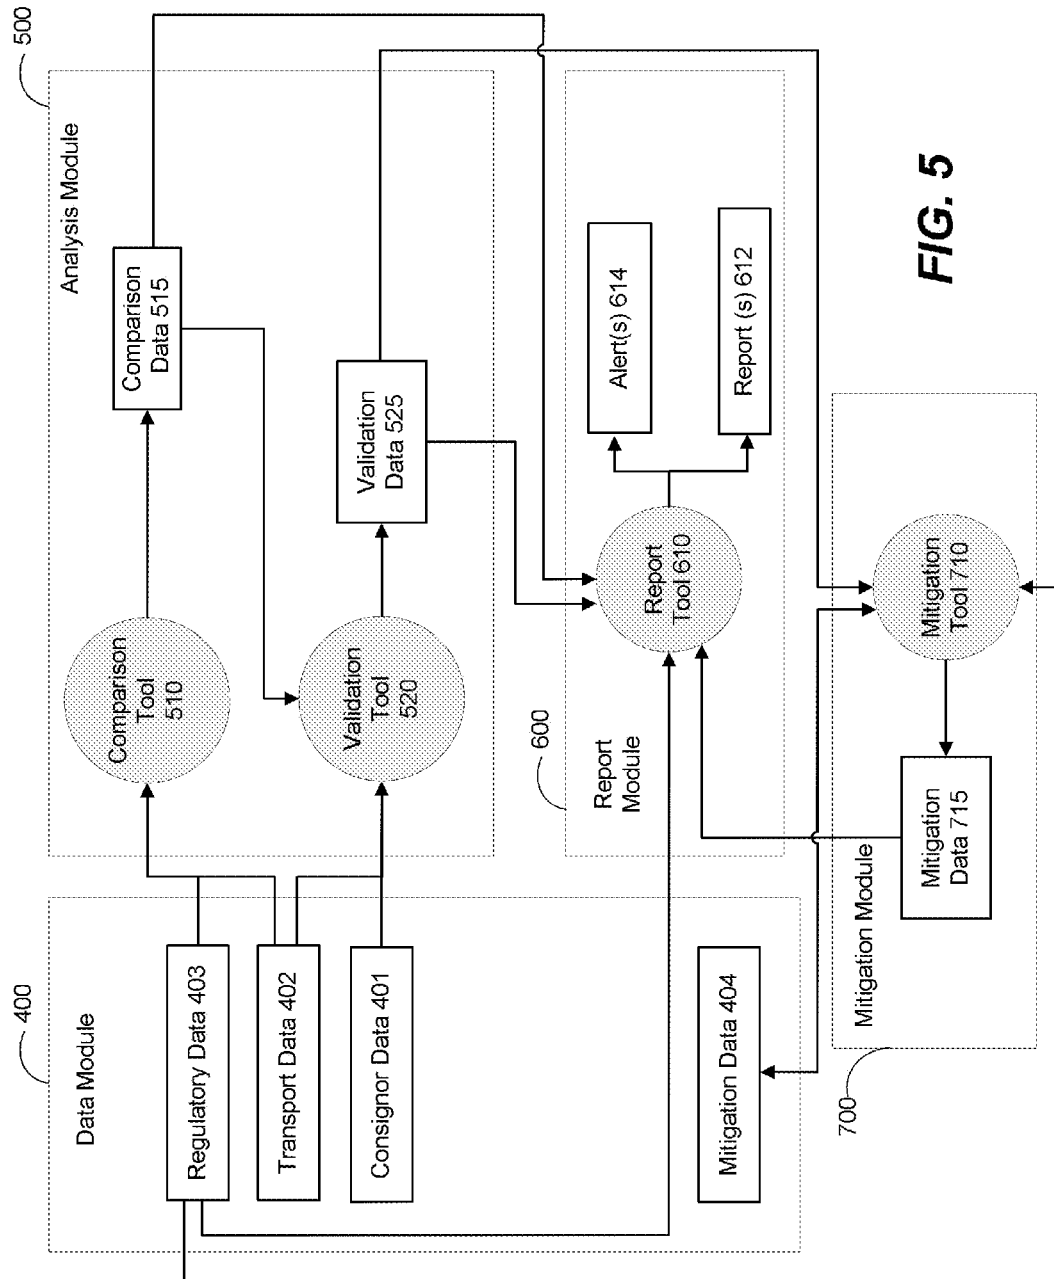 400
Data Module
Regulatory Data 403
Transport Data 402
Consignor Data 401
Mitigation Data 404
500
Analysis Module
Comparison
Tool
510
Comparison
Data 515
Validation
Tool
520
Validation
Data 525
600
Report
Module
Report
Tool 610
Alert(s) 614
Report (s) 612
700
Mitigation Module
Mitigation
Data 715
Mitigation
Tool 710
FIG. 5